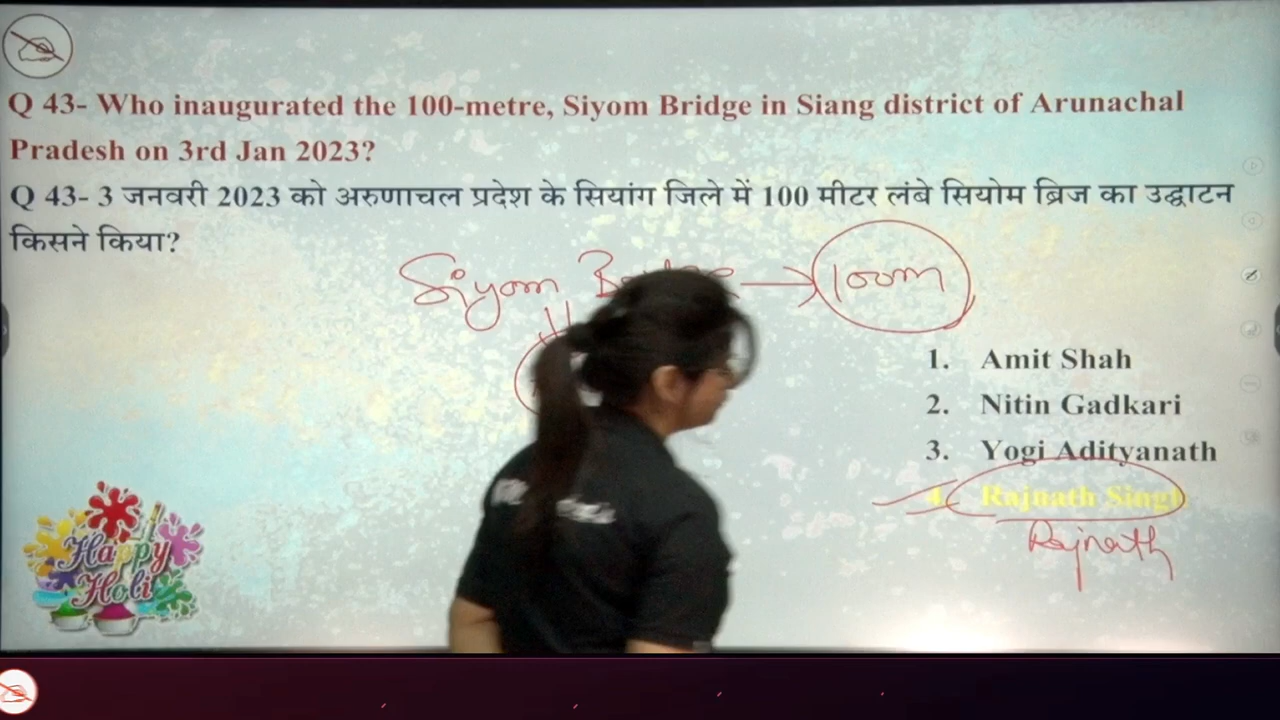 Q 43- Who inaugurated the 100-metre, Siyom Bridge in Siang district of Arunachal
Pradesh on 3rd Jan 2023?
Q 43- 3 जनवरी 2023 को अरुणाचल प्रदेश के सियांग जिले में 100 मीटर लंबे सियोम ब्रिज का उद्घाटन
किसने किया?
Siyom 100m
1. Amit Shah
2. Nitin Gadkari
3. Yogi Adityanath
4. Rajnath Singh
Rajnath
Happy
Holi